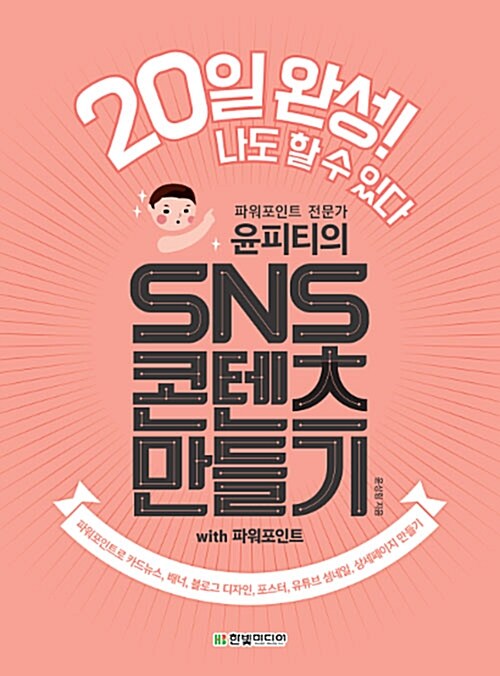 20일 완성!
나도 할 수 있다
파워포인트 전문가
윤피티의
SNS
콘텐츠
만들기
윤성림 지음
with 파워포인트
파워포인트로 카드뉴스, 배너, 블로그 디자인, 포스터, 유튜브 섬네일, 상세페이지 만들기
HB 한빛미디어